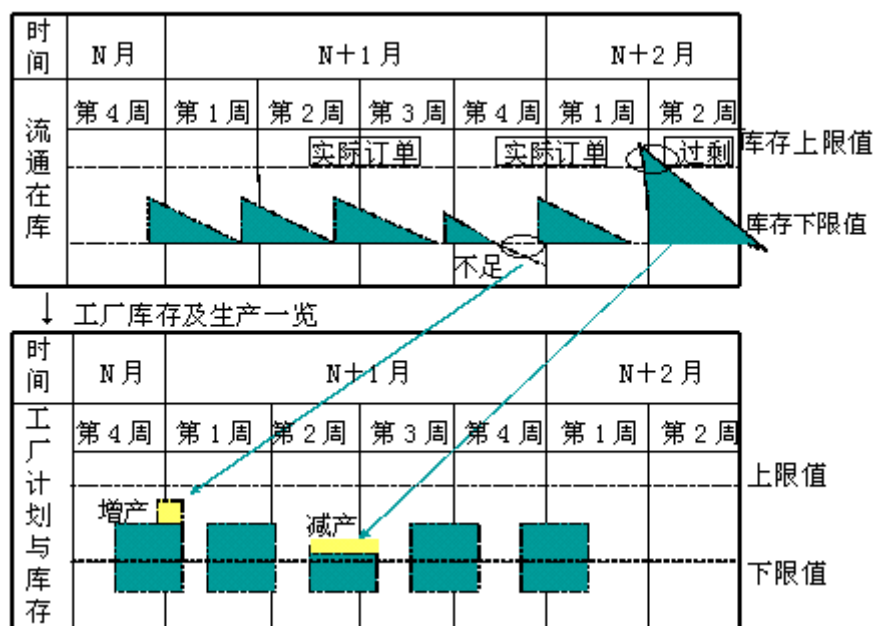 时间 N月 N+1月 N+2月
流通在库 第4周 第1周 第2周 第3周 第4周 第1周 第2周
实际订单 实际订单 过剩 库存上限值
库存下限值
不足
↓ 工厂库存及生产一览
时间 N月 N+1月 N+2月
工厂计划与库存 第4周 第1周 第2周 第3周 第4周 第1周 第2周
上限值
增产 减产
下限值